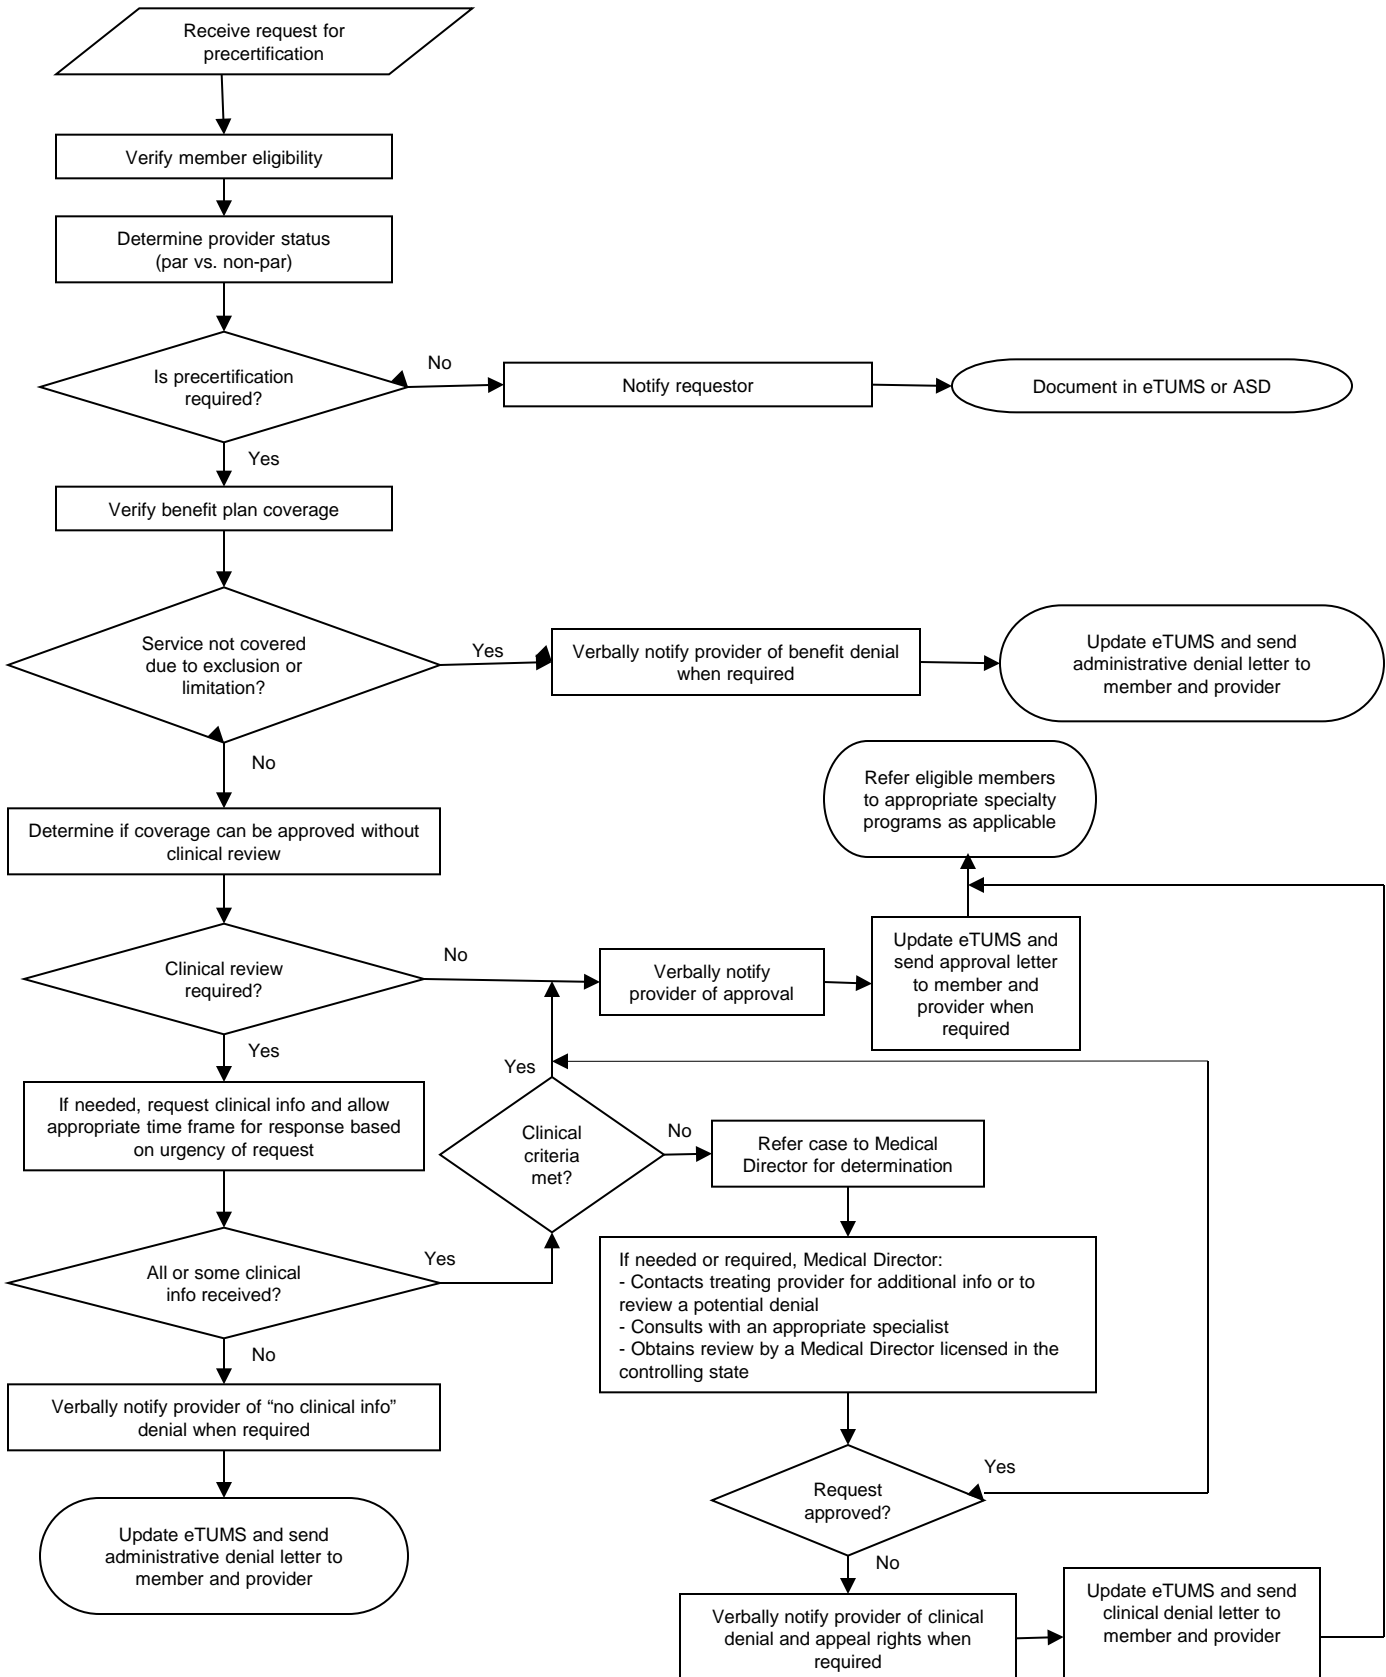 Receive request for
precertification
Verify member eligibility
Determine provider status
(par vs. non-par)
Is precertification
required?
No
Notify requestor
Document in eTUMS or ASD
Yes
Verify benefit plan coverage
Service not covered
due to exclusion or
limitation?
Yes
Verbally notify provider of benefit denial
when required
Update eTUMS and send
administrative denial letter to
member and provider
No
Refer eligible members
to appropriate specialty
programs as applicable
Determine if coverage can be approved without
clinical review
Clinical review
required?
No
Verbally notify
provider of approval
Update eTUMS and
send approval letter
to member and
provider when
required
Yes
If needed, request clinical info and allow
appropriate time frame for response based
on urgency of request
Yes
Clinical
criteria
met?
No
Refer case to Medical
Director for determination
All or some clinical
info received?
Yes
If needed or required, Medical Director:
- Contacts treating provider for additional info or to
review a potential denial
- Consults with an appropriate specialist
- Obtains review by a Medical Director licensed in the
controlling state
No
Verbally notify provider of “no clinical info”
denial when required
Update eTUMS and send
administrative denial letter to
member and provider
Request
approved?
Yes
No
Verbally notify provider of clinical
denial and appeal rights when
required
Update eTUMS and send
clinical denial letter to
member and provider